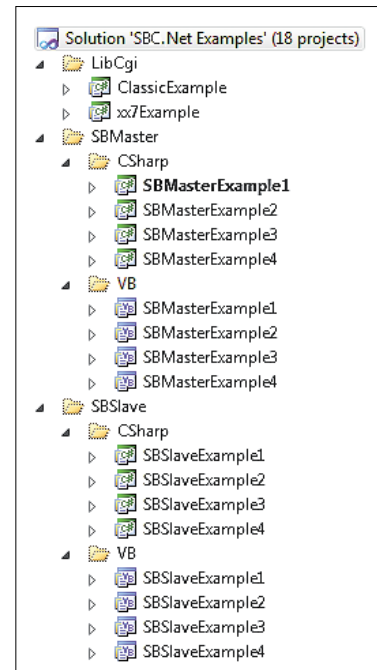 Solution 'SBC.Net Examples' (18 projects)
LibCgi
ClassicExample
xx7Example
SBMaster
CSharp
SBMasterExample1
SBMasterExample2
SBMasterExample3
SBMasterExample4
VB
SBMasterExample1
SBMasterExample2
SBMasterExample3
SBMasterExample4
SBSlave
CSharp
SBSlaveExample1
SBSlaveExample2
SBSlaveExample3
SBSlaveExample4
VB
SBSlaveExample1
SBSlaveExample2
SBSlaveExample3
SBSlaveExample4